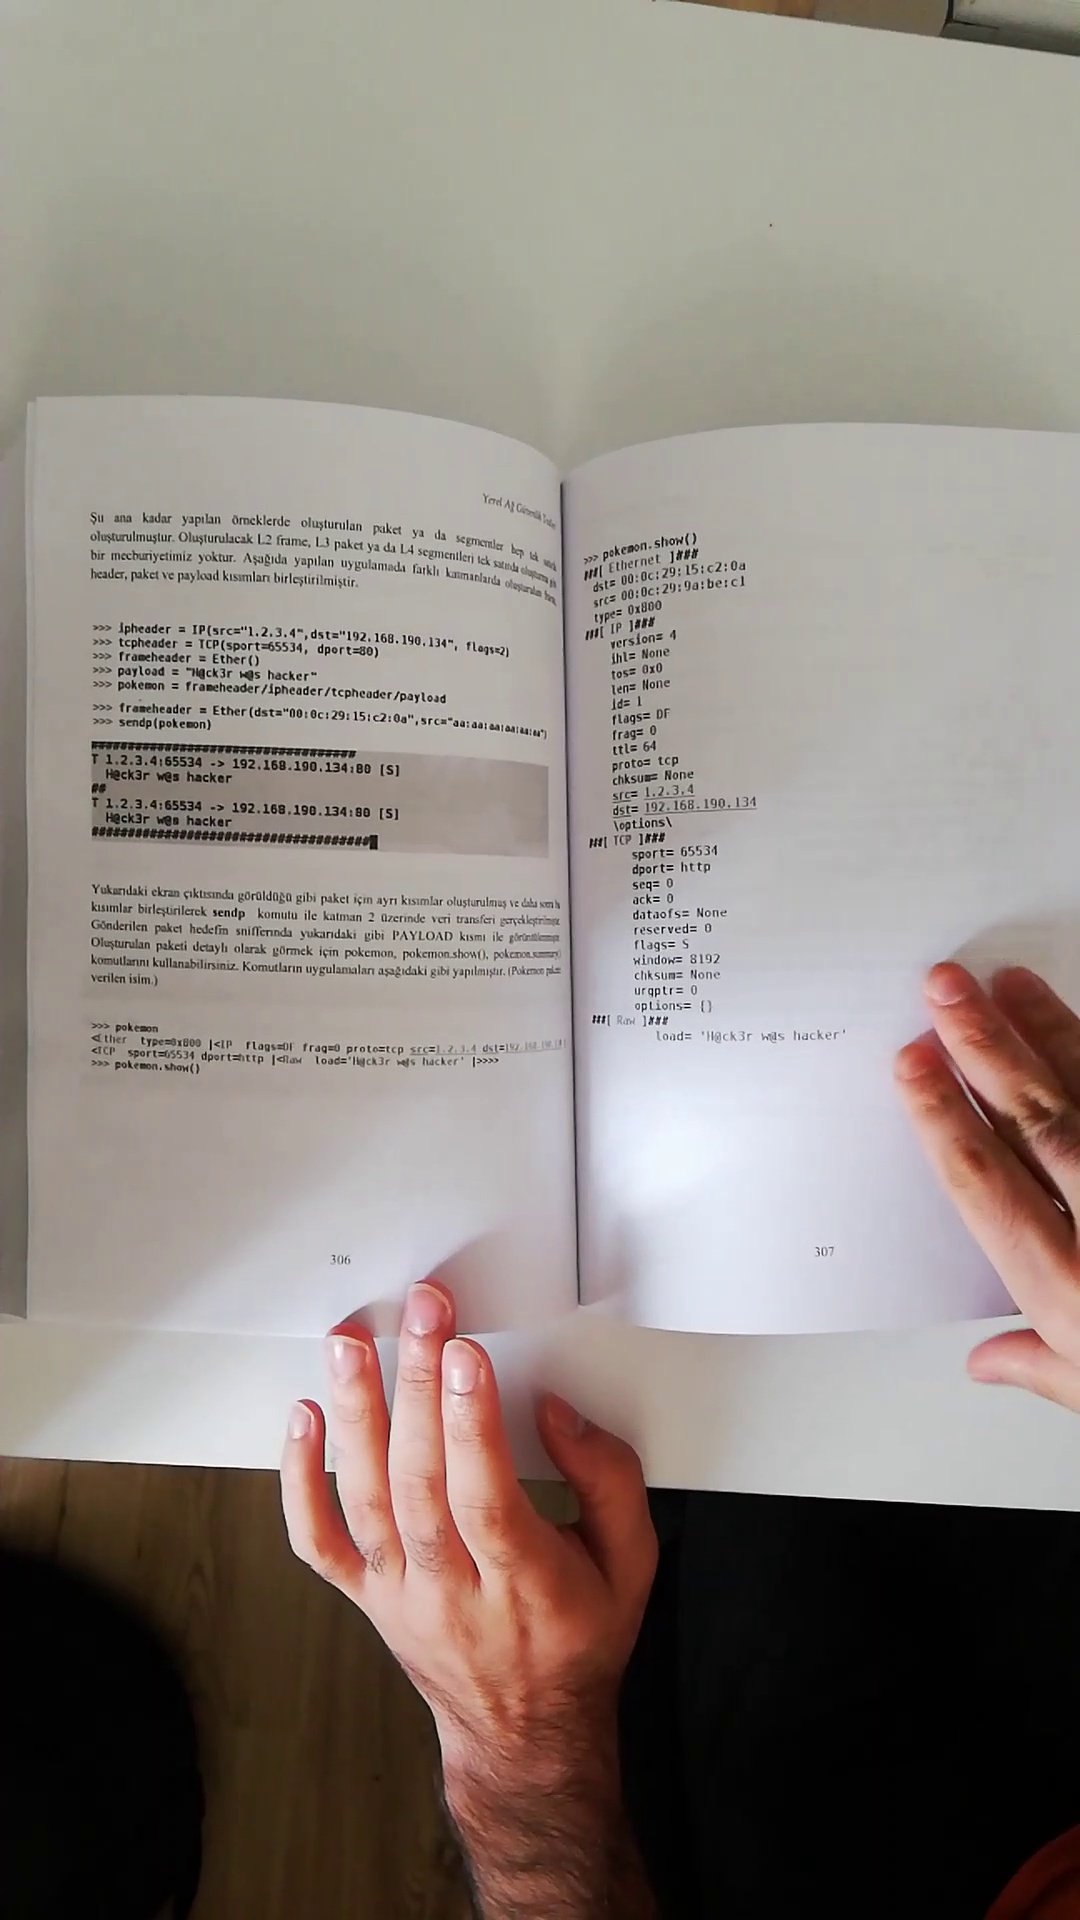 Yerel Ağ Güvenlik
Şu ana kadar yapılan örneklerde oluşturulan paket ya da segmentler hep tek satırda
oluşturulmuştur. Oluşturulacak L2 frame, L3 paket ya da L4 segmentleri tek satırda oluşturma gibi
bir mecburiyetimiz yoktur. Aşağıda yapılan uygulamada farklı katmanlarda oluşturulan frame,
header, paket ve payload kısımları birleştirilmiştir.
>>> ipheader = IP(src="1.2.3.4",dst="192.168.190.134", flags=2)
>>> tcpheader = TCP(sport=65534, dport=80)
>>> frameheader = Ether()
>>> payload = "H@ck3r w@s hacker"
>>> pokemon = frameheader/ipheader/tcpheader/payload
>>> frameheader = Ether(dst="00:0c:29:15:c2:0a",src="aa:aa:aa:aa:aa:aa")
>>> sendp(pokemon)
T 1.2.3.4:65534 -> 192.168.190.134:80 [S]
H@ck3r w@s hacker
##
T 1.2.3.4:65534 -> 192.168.190.134:80 [S]
H@ck3r w@s hacker
Yukarıdaki ekran çıktısında görüldüğü gibi paket için ayrı kısımlar oluşturulmuş ve daha sonra bu
kısımlar birleştirilerek sendp komutu ile katman 2 üzerinde veri transferi gerçekleştirilmiştir.
Gönderilen paket hedefin snifferında yukarıdaki gibi PAYLOAD kısmı ile görüntülenmiştir.
Oluşturulan paketi detaylı olarak görmek için pokemon, pokemon.show(), pokemon.summary()
komutlarını kullanabilirsiniz. Komutların uygulamaları aşağıdaki gibi yapılmıştır. (Pokemon pakete
verilen isim.)
>>> pokemon
<Ether type=0x800 |<IP flags=DF frag=0 proto=tcp src=1.2.3.4 dst=192.168.190.134
<TCP sport=65534 dport=http |<Raw load='H@ck3r w@s hacker' |>>>>
>>> pokemon.show()
306
>>> pokemon.show()
###[ Ethernet ]###
dst= 00:0c:29:15:c2:0a
src= 00:0c:29:9a:be:c1
type= 0x800
###[ IP ]###
version= 4
ihl= None
tos= 0x0
len= None
id= 1
flags= DF
frag= 0
ttl= 64
proto= tcp
chksum= None
src= 1.2.3.4
dst= 192.168.190.134
\options\
###[ TCP ]###
sport= 65534
dport= http
seq= 0
ack= 0
dataofs= None
reserved= 0
flags= S
window= 8192
chksum= None
urgptr= 0
options= {}
###[ Raw ]###
load= 'H@ck3r w@s hacker'
307